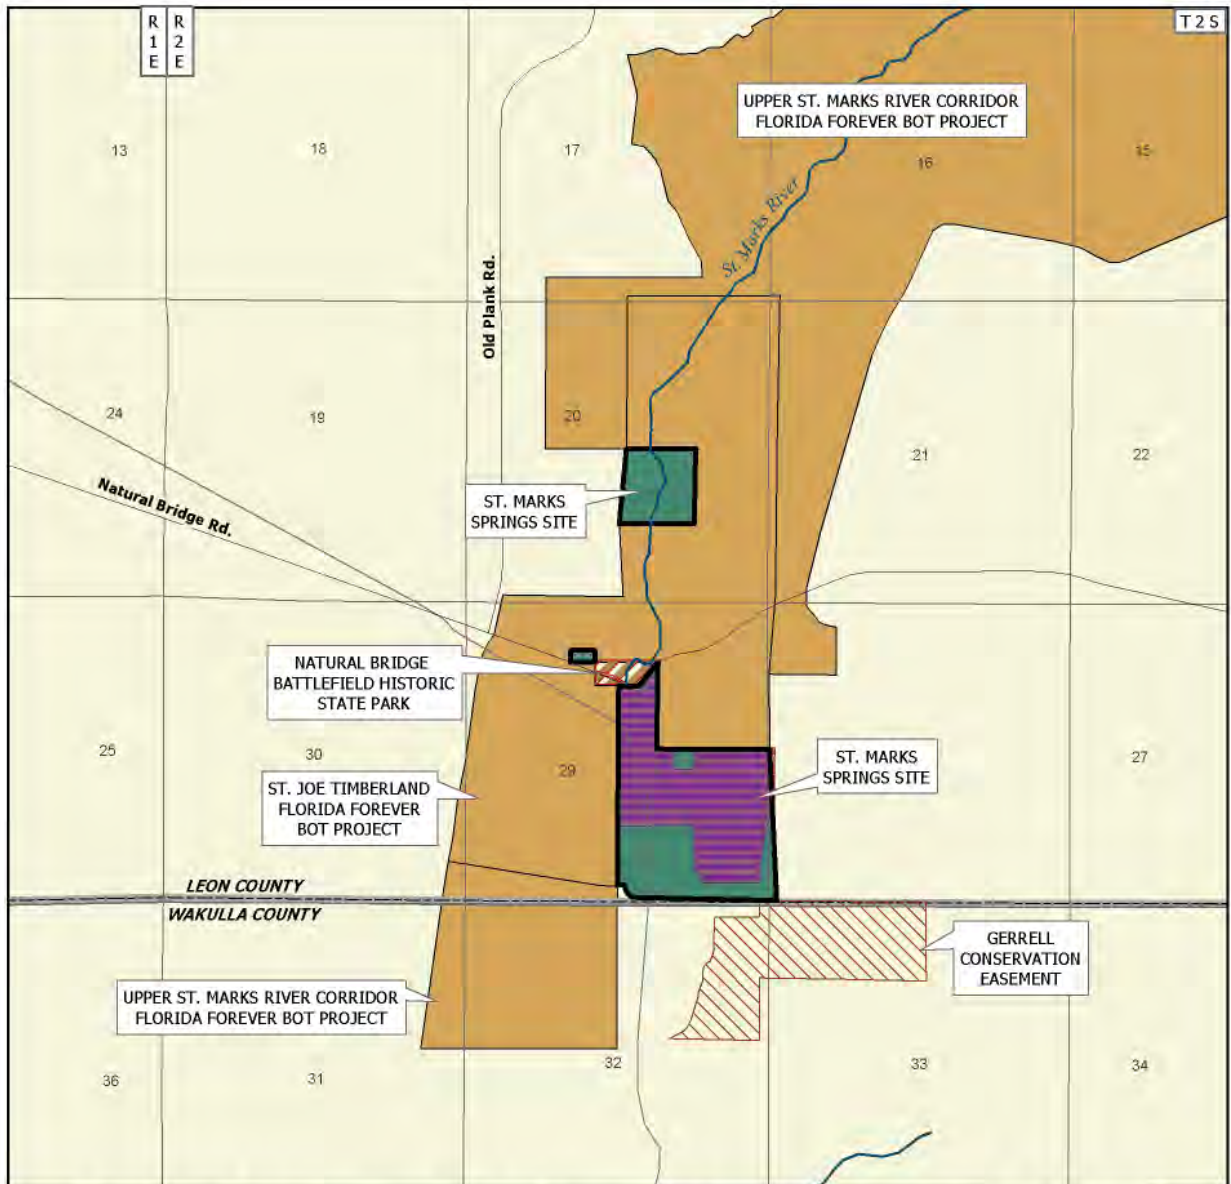 R R
1 2
E E
T 2 S
UPPER ST. MARKS RIVER CORRIDOR
FLORIDA FOREVER BOT PROJECT
13
18
17
16
15
St. Marks River
Old Plank Rd.
24
19
20
21
22
Natural Bridge Rd.
ST. MARKS
SPRINGS SITE
NATURAL BRIDGE
BATTLEFIELD HISTORIC
STATE PARK
25
30
29
27
ST. MARKS
SPRINGS SITE
ST. JOE TIMBERLAND
FLORIDA FOREVER
BOT PROJECT
LEON COUNTY
WAKULLA COUNTY
GERRELL
CONSERVATION
EASEMENT
UPPER ST. MARKS RIVER CORRIDOR
FLORIDA FOREVER BOT PROJECT
36
31
32
33
34